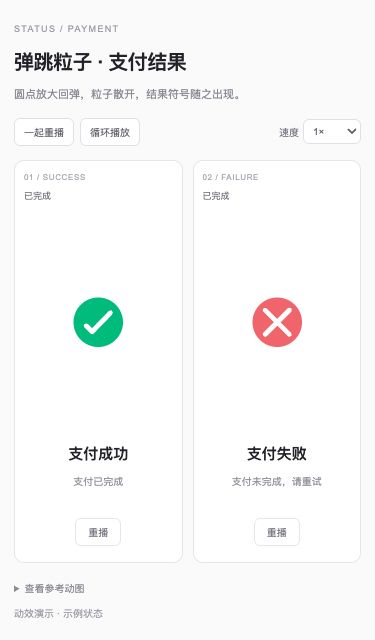 STATUS / PAYMENT
弹跳粒子 · 支付结果
圆点放大回弹，粒子散开，结果符号随之出现。
一起重播
循环播放
速度
1×
01 / SUCCESS
已完成
支付成功
支付已完成
重播
02 / FAILURE
已完成
支付失败
支付未完成，请重试
重播
查看参考动图
动效演示 · 示例状态